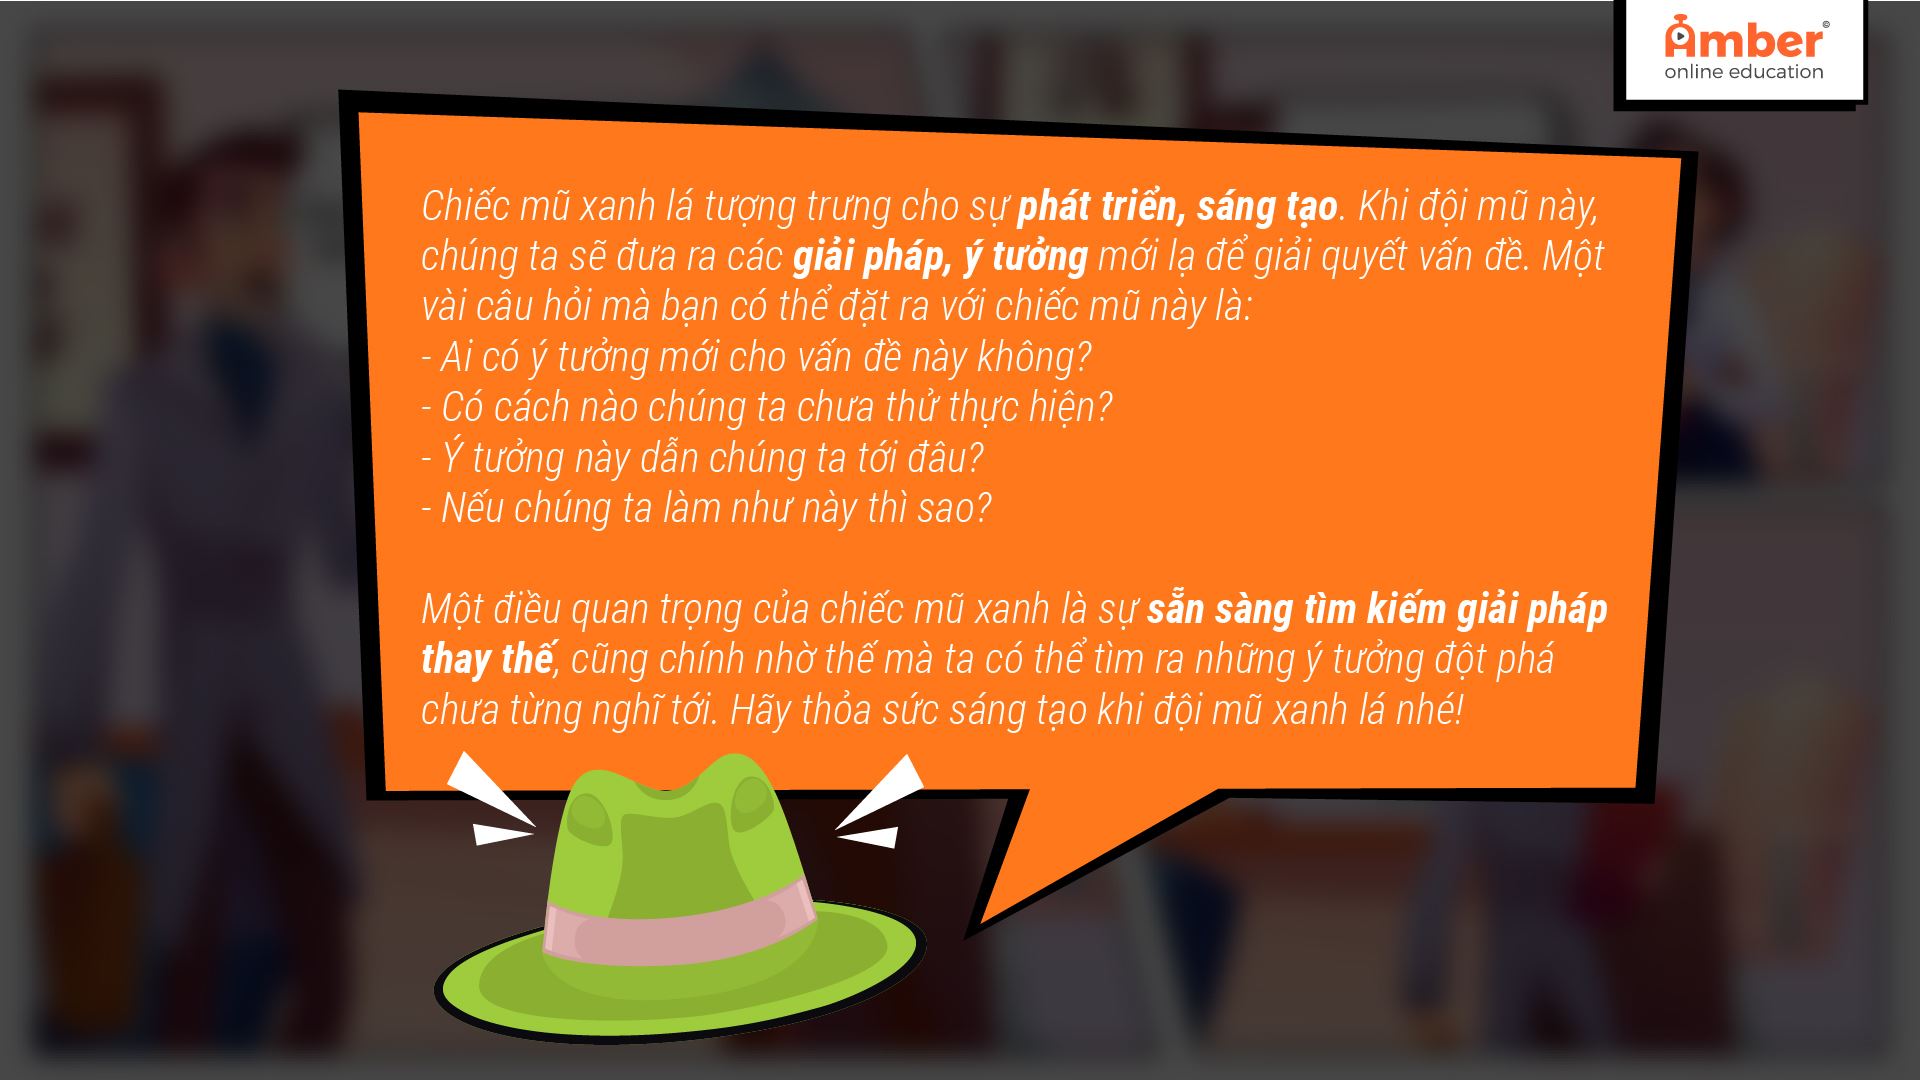 Amber
©
online education
Chiếc mũ xanh lá tượng trưng cho sự phát triển, sáng tạo. Khi đội mũ này,
chúng ta sẽ đưa ra các giải pháp, ý tưởng mới lạ để giải quyết vấn đề. Một
vài câu hỏi mà bạn có thể đặt ra với chiếc mũ này là:
- Ai có ý tưởng mới cho vấn đề này không?
- Có cách nào chúng ta chưa thử thực hiện?
- Ý tưởng này dẫn chúng ta tới đâu?
- Nếu chúng ta làm như này thì sao?
Một điều quan trọng của chiếc mũ xanh là sự sẵn sàng tìm kiếm giải pháp
thay thế, cũng chính nhờ thế mà ta có thể tìm ra những ý tưởng đột phá
chưa từng nghĩ tới. Hãy thỏa sức sáng tạo khi đội mũ xanh lá nhé!